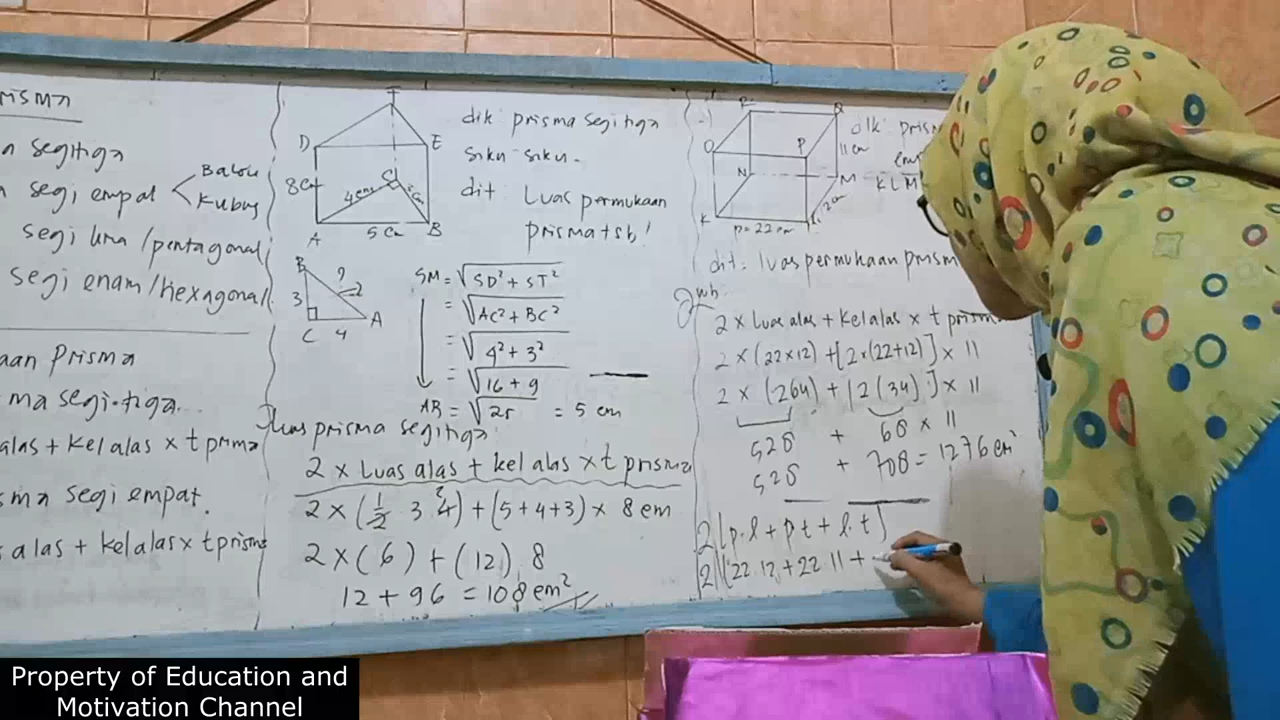 risma
n segitiga
n segi empat < Balok
Kubus
segi lima / pentagonal
segi enam / hexagonal
aan Prisma
ma segi-tiga...
alas + kel alas x t prima
sma segi empat.
alas + kel alas x t prisma
D E
8 cm 4 cm C
A 5 cm B
dik : prisma segitiga
siku-siku.
dit : Luas permukaan
prisma tsb!
B ?
3
C 4 A
SM = √SD² + ST²
= √AC² + BC²
= √4² + 3²
= √16 + 9
AB = √25 = 5 cm
Luas prisma segitiga:
2 x Luas alas + kel alas x t prisma
2 x (1/2 3 4 2) + (5+4+3) x 8 cm
2 x (6) + (12) 8
12 + 96 = 108 cm²
R Q
O P 11 cm
N M
K L 12 cm
p = 22 cm
dik : prism
KLM
dit : luas permukaan prism
Jwb :
2 x Luas alas + kel alas x t prisma
2 x (22x12) + [2 x (22+12)] x 11
2 x (264) + [2 (34)] x 11
528 + 68 x 11
528 + 708 = 1276 cm²
2 (p.l + p t + l.t)
2 (22.12 + 22.11 +
Property of Education and
Motivation Channel